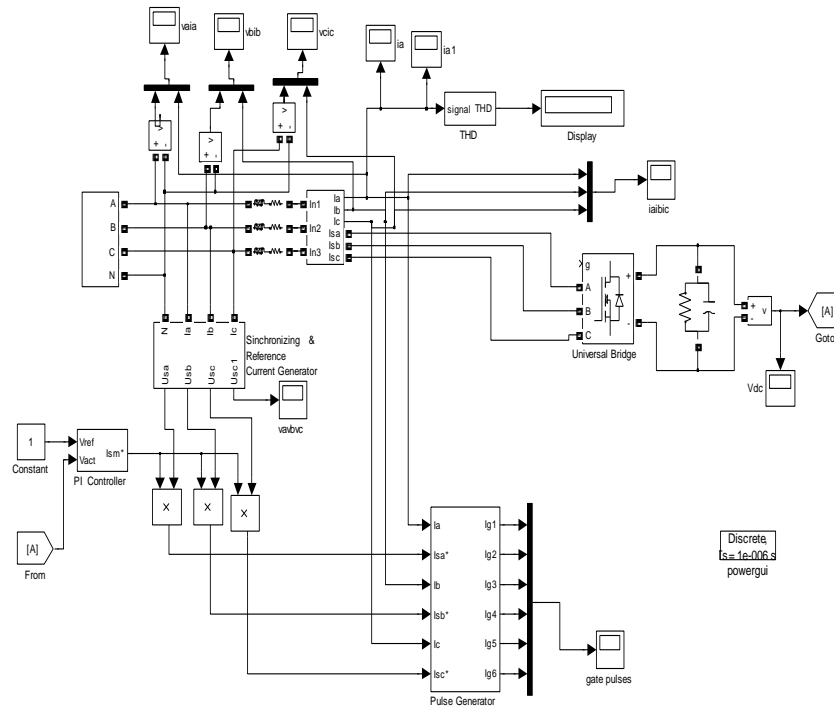 vaia
vbib
vcic
ia
ia1
signal THD
THD
Display
iaibic
A
B
C
N
In1
In2
In3
Ia
Ib
Ic
Isa
Isb
Isc
g
A
B
C
+
-
Universal Bridge
+
-
v
[A]
Goto
Vdc
N
Ia
Ib
Ic
Usa
Usb
Usc
Usc1
Sinchronizing &
Reference
Current Generator
vavbvc
1
Constant
Vref
Vact
Ism*
PI Controller
X
X
X
[A]
From
Ia
Isa*
Ib
Isb*
Ic
Isc*
Ig1
Ig2
Ig3
Ig4
Ig5
Ig6
Pulse Generator
gate pulses
Discrete,
Ts = 1e-006 s
powergui